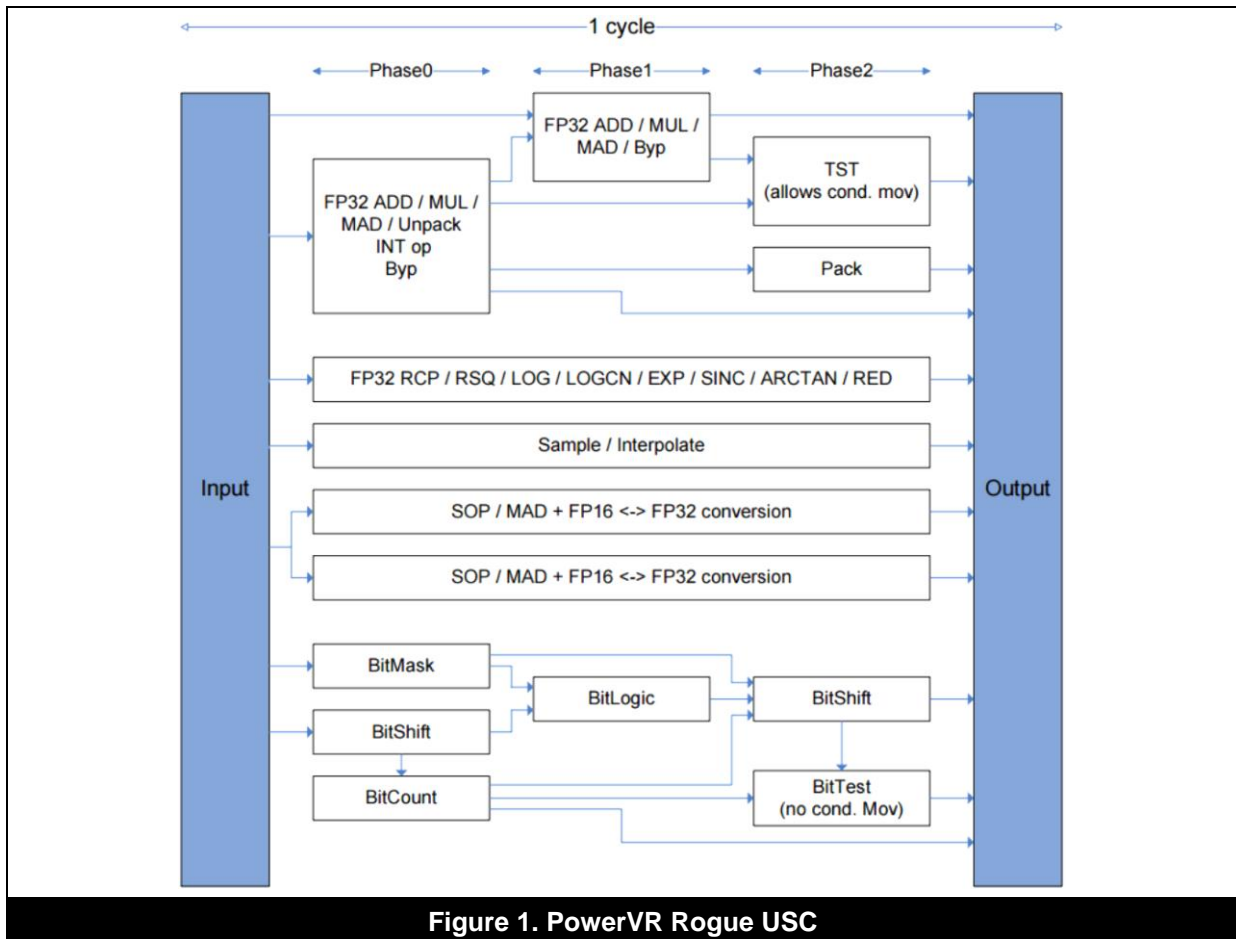 1 cycle
Phase0
Phase1
Phase2
Input
FP32 ADD / MUL /
MAD / Byp
FP32 ADD / MUL /
MAD / Unpack
INT op
Byp
TST
(allows cond. mov)
Pack
FP32 RCP / RSQ / LOG / LOGCN / EXP / SINC / ARCTAN / RED
Sample / Interpolate
SOP / MAD + FP16 <-> FP32 conversion
SOP / MAD + FP16 <-> FP32 conversion
BitMask
BitLogic
BitShift
BitShift
BitCount
BitTest
(no cond. Mov)
Output
Figure 1. PowerVR Rogue USC